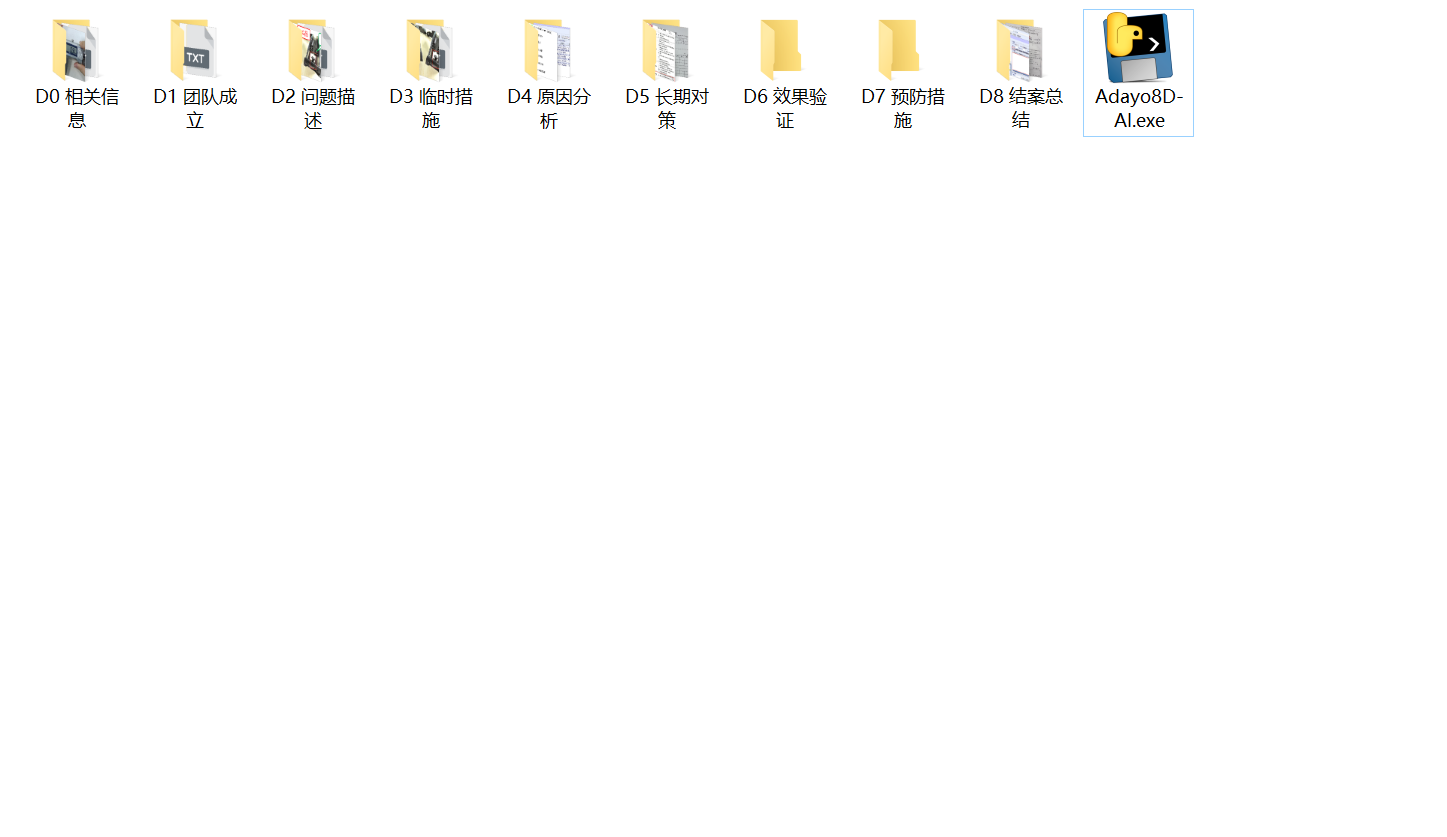 D0 相关信
息
D1 团队成
立
D2 问题描
述
D3 临时措
施
D4 原因分
析
D5 长期对
策
D6 效果验
证
D7 预防措
施
D8 结案总
结
Adayo8D-
AI.exe
TXT